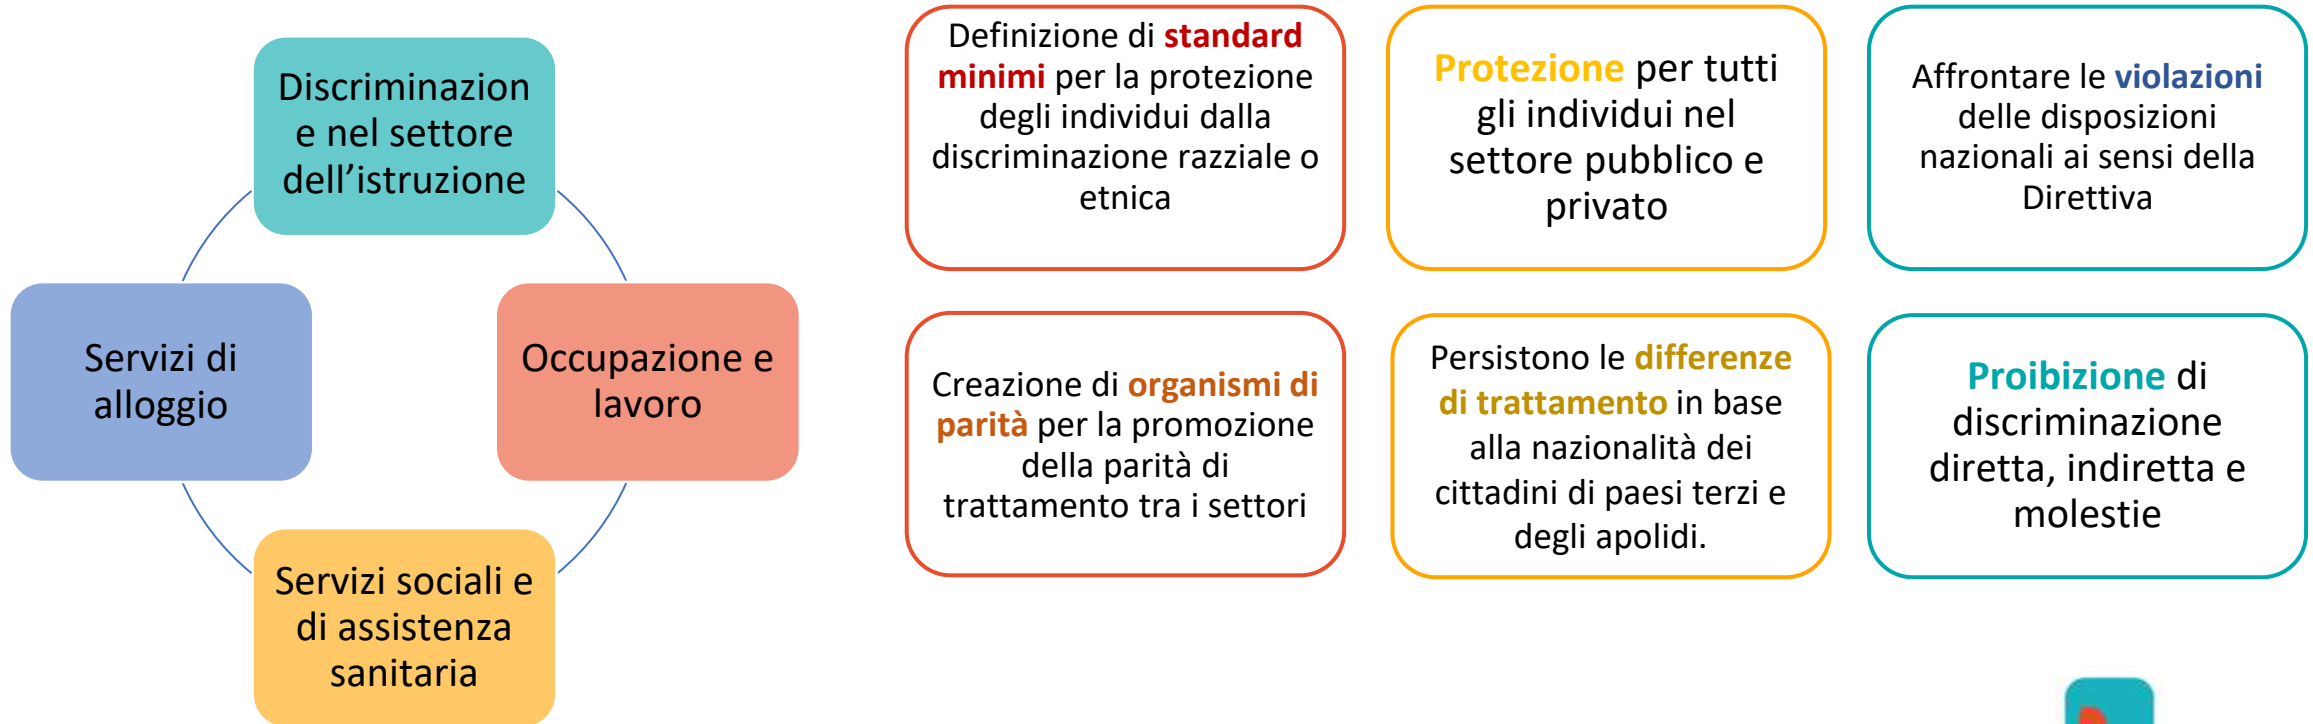 Discriminazion
e nel settore
dell’istruzione
Occupazione e
lavoro
Servizi sociali e
di assistenza
sanitaria
Servizi di
alloggio
Definizione di standard
minimi per la protezione
degli individui dalla
discriminazione razziale o
etnica
Protezione per tutti
gli individui nel
settore pubblico e
privato
Affrontare le violazioni
delle disposizioni
nazionali ai sensi della
Direttiva
Creazione di organismi di
parità per la promozione
della parità di
trattamento tra i settori
Persistono le differenze
di trattamento in base
alla nazionalità dei
cittadini di paesi terzi e
degli apolidi.
Proibizione di
discriminazione
diretta, indiretta e
molestie